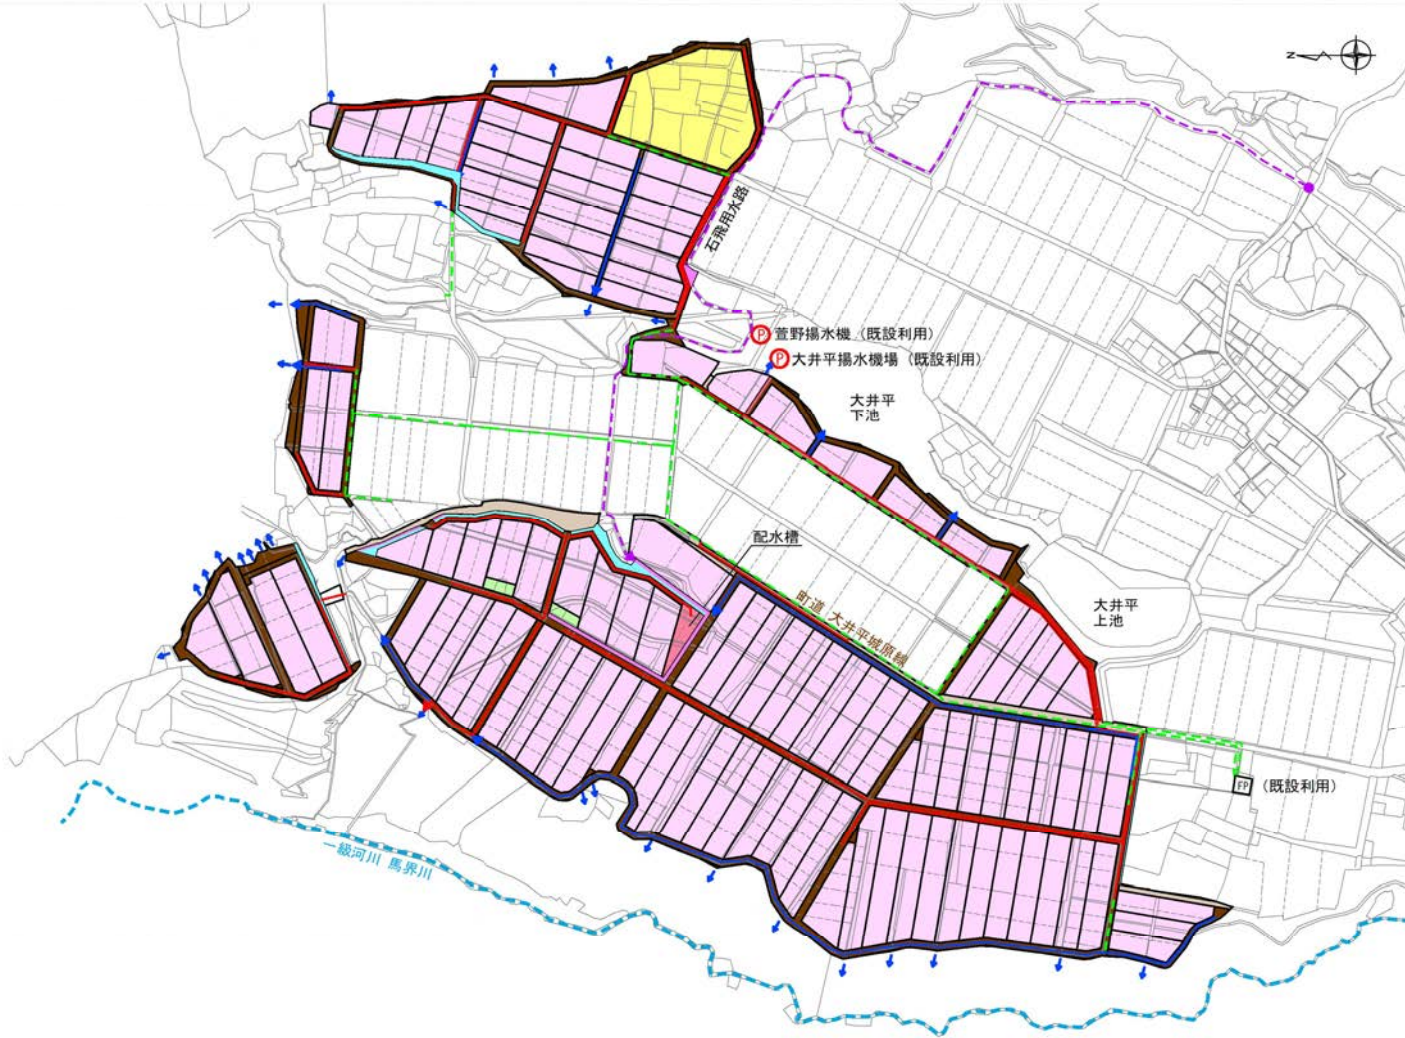 N
石飛用水路
P 萱野揚水機（既設利用）
P 大井平揚水機場（既設利用）
大井平
下池
配水槽
町道 大井平城原線
大井平
上池
FP （既設利用）
一級河川 馬界川